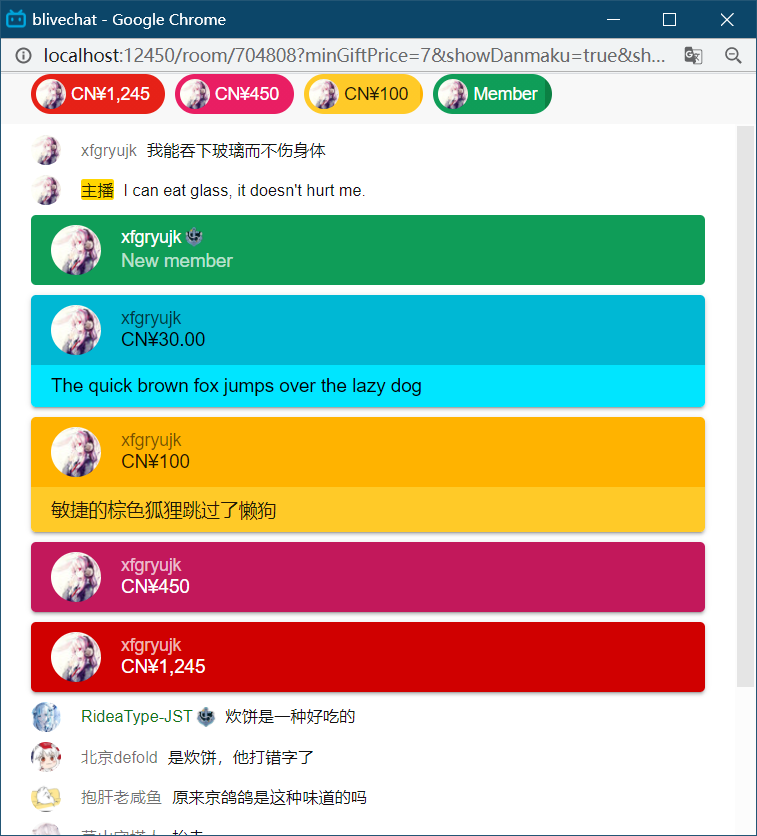 blivechat - Google Chrome
localhost:12450/room/704808?minGiftPrice=7&showDanmaku=true&sh...
CN¥1,245 CN¥450 CN¥100 Member
xfgryujk 我能吞下玻璃而不伤身体
主播 I can eat glass, it doesn't hurt me.
xfgryujk
New member
xfgryujk
CN¥30.00
The quick brown fox jumps over the lazy dog
xfgryujk
CN¥100
敏捷的棕色狐狸跳过了懒狗
xfgryujk
CN¥450
xfgryujk
CN¥1,245
RideaType-JST 炊饼是一种好吃的
北京defold 是炊饼，他打错字了
抱肝老咸鱼 原来京鸽鸽是这种味道的吗